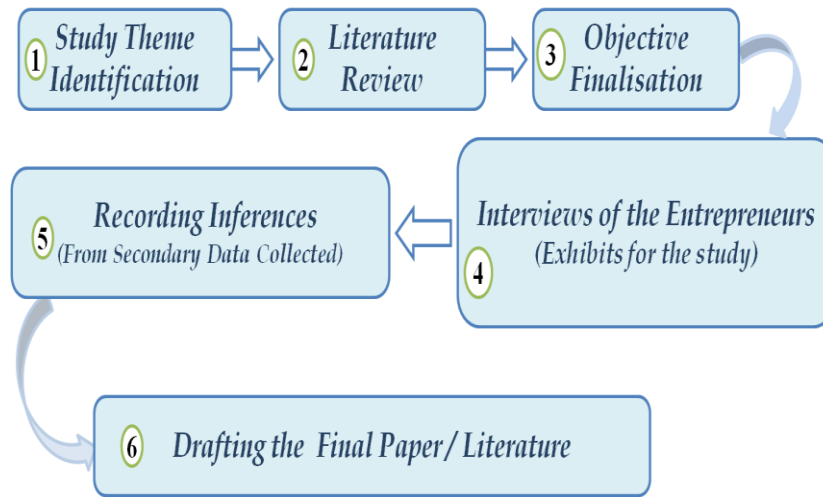 1 Study Theme
Identification
2 Literature
Review
3 Objective
Finalisation
Interviews of the Entrepreneurs
(Exhibits for the study)
4
Recording Inferences
5 (From Secondary Data Collected)
6 Drafting the Final Paper/ Literature